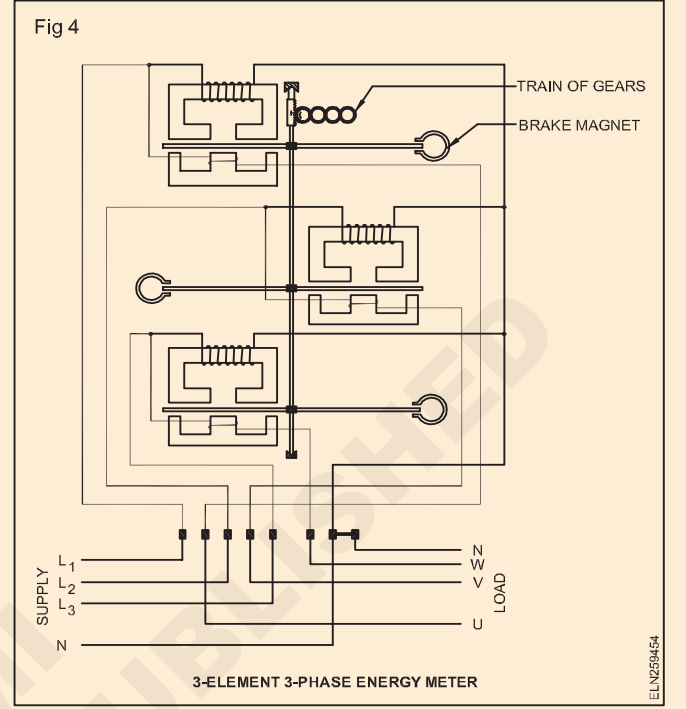 Fig 4
TRAIN OF GEARS
BRAKE MAGNET
SUPPLY
L1
L2
L3
N
N
W
V
U
LOAD
3-ELEMENT 3-PHASE ENERGY METER
ELN259454
UBLISHED